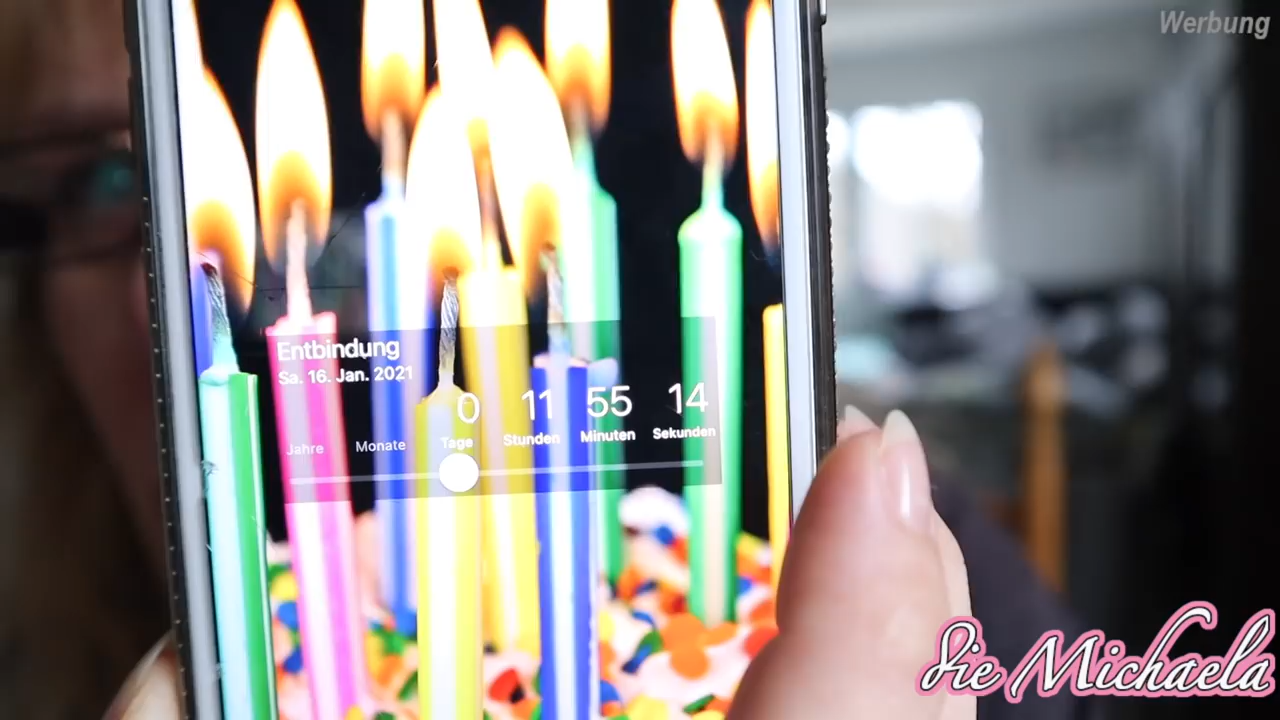 Werbung
Entbindung
Sa. 16. Jan. 2021
0 11 55 14
Jahre Monate Tage Stunden Minuten Sekunden
Die Michaela